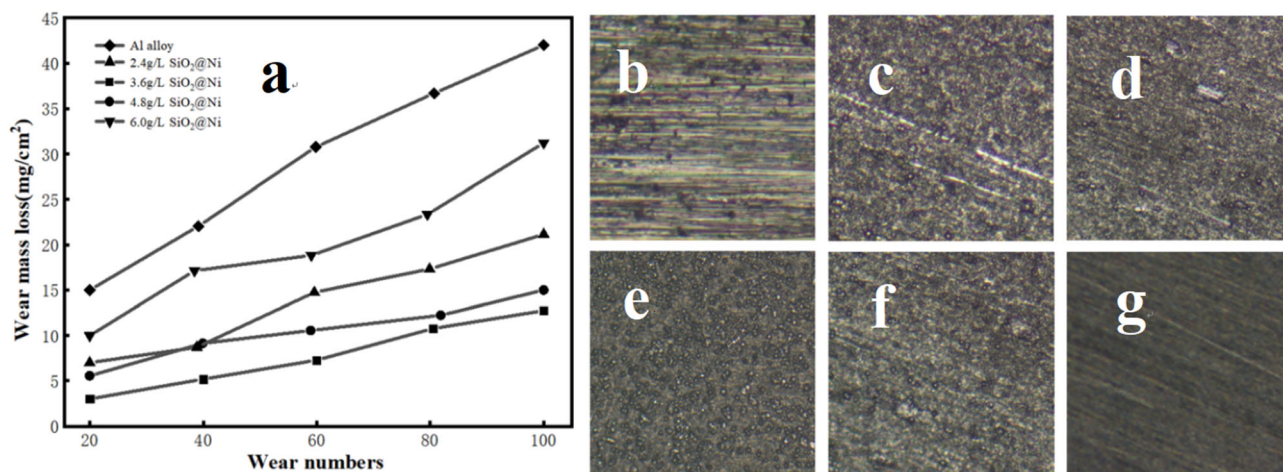 45
40
35
30
25
20
15
10
5
0
Wear mass loss(mg/cm²)
Al alloy
2.4g/L SiO₂@Ni
3.6g/L SiO₂@Ni
4.8g/L SiO₂@Ni
6.0g/L SiO₂@Ni
a
20 40 60 80 100
Wear numbers
b
c
d
e
f
g